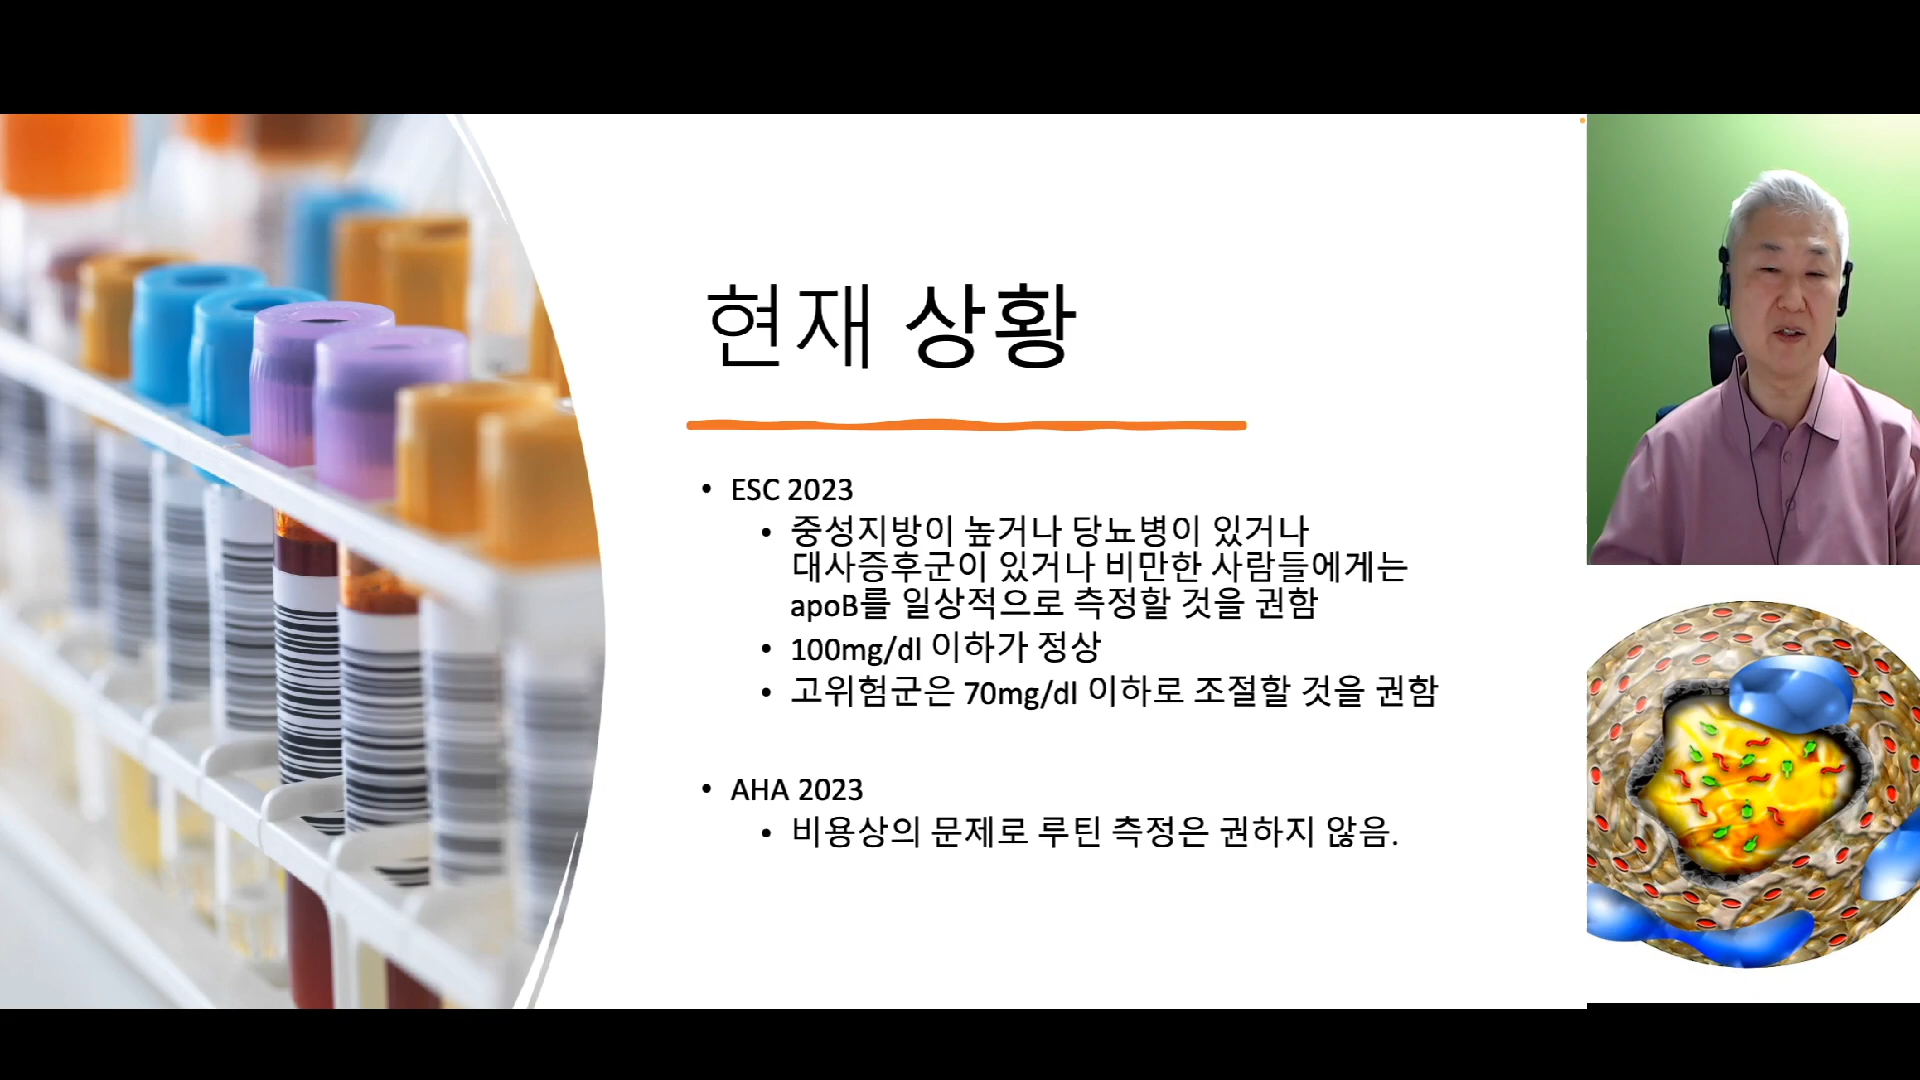 현재 상황
• ESC 2023
• 중성지방이 높거나 당뇨병이 있거나
대사증후군이 있거나 비만한 사람들에게는
apoB를 일상적으로 측정할 것을 권함
• 100mg/dl 이하가 정상
• 고위험군은 70mg/dl 이하로 조절할 것을 권함
• AHA 2023
• 비용상의 문제로 루틴 측정은 권하지 않음.